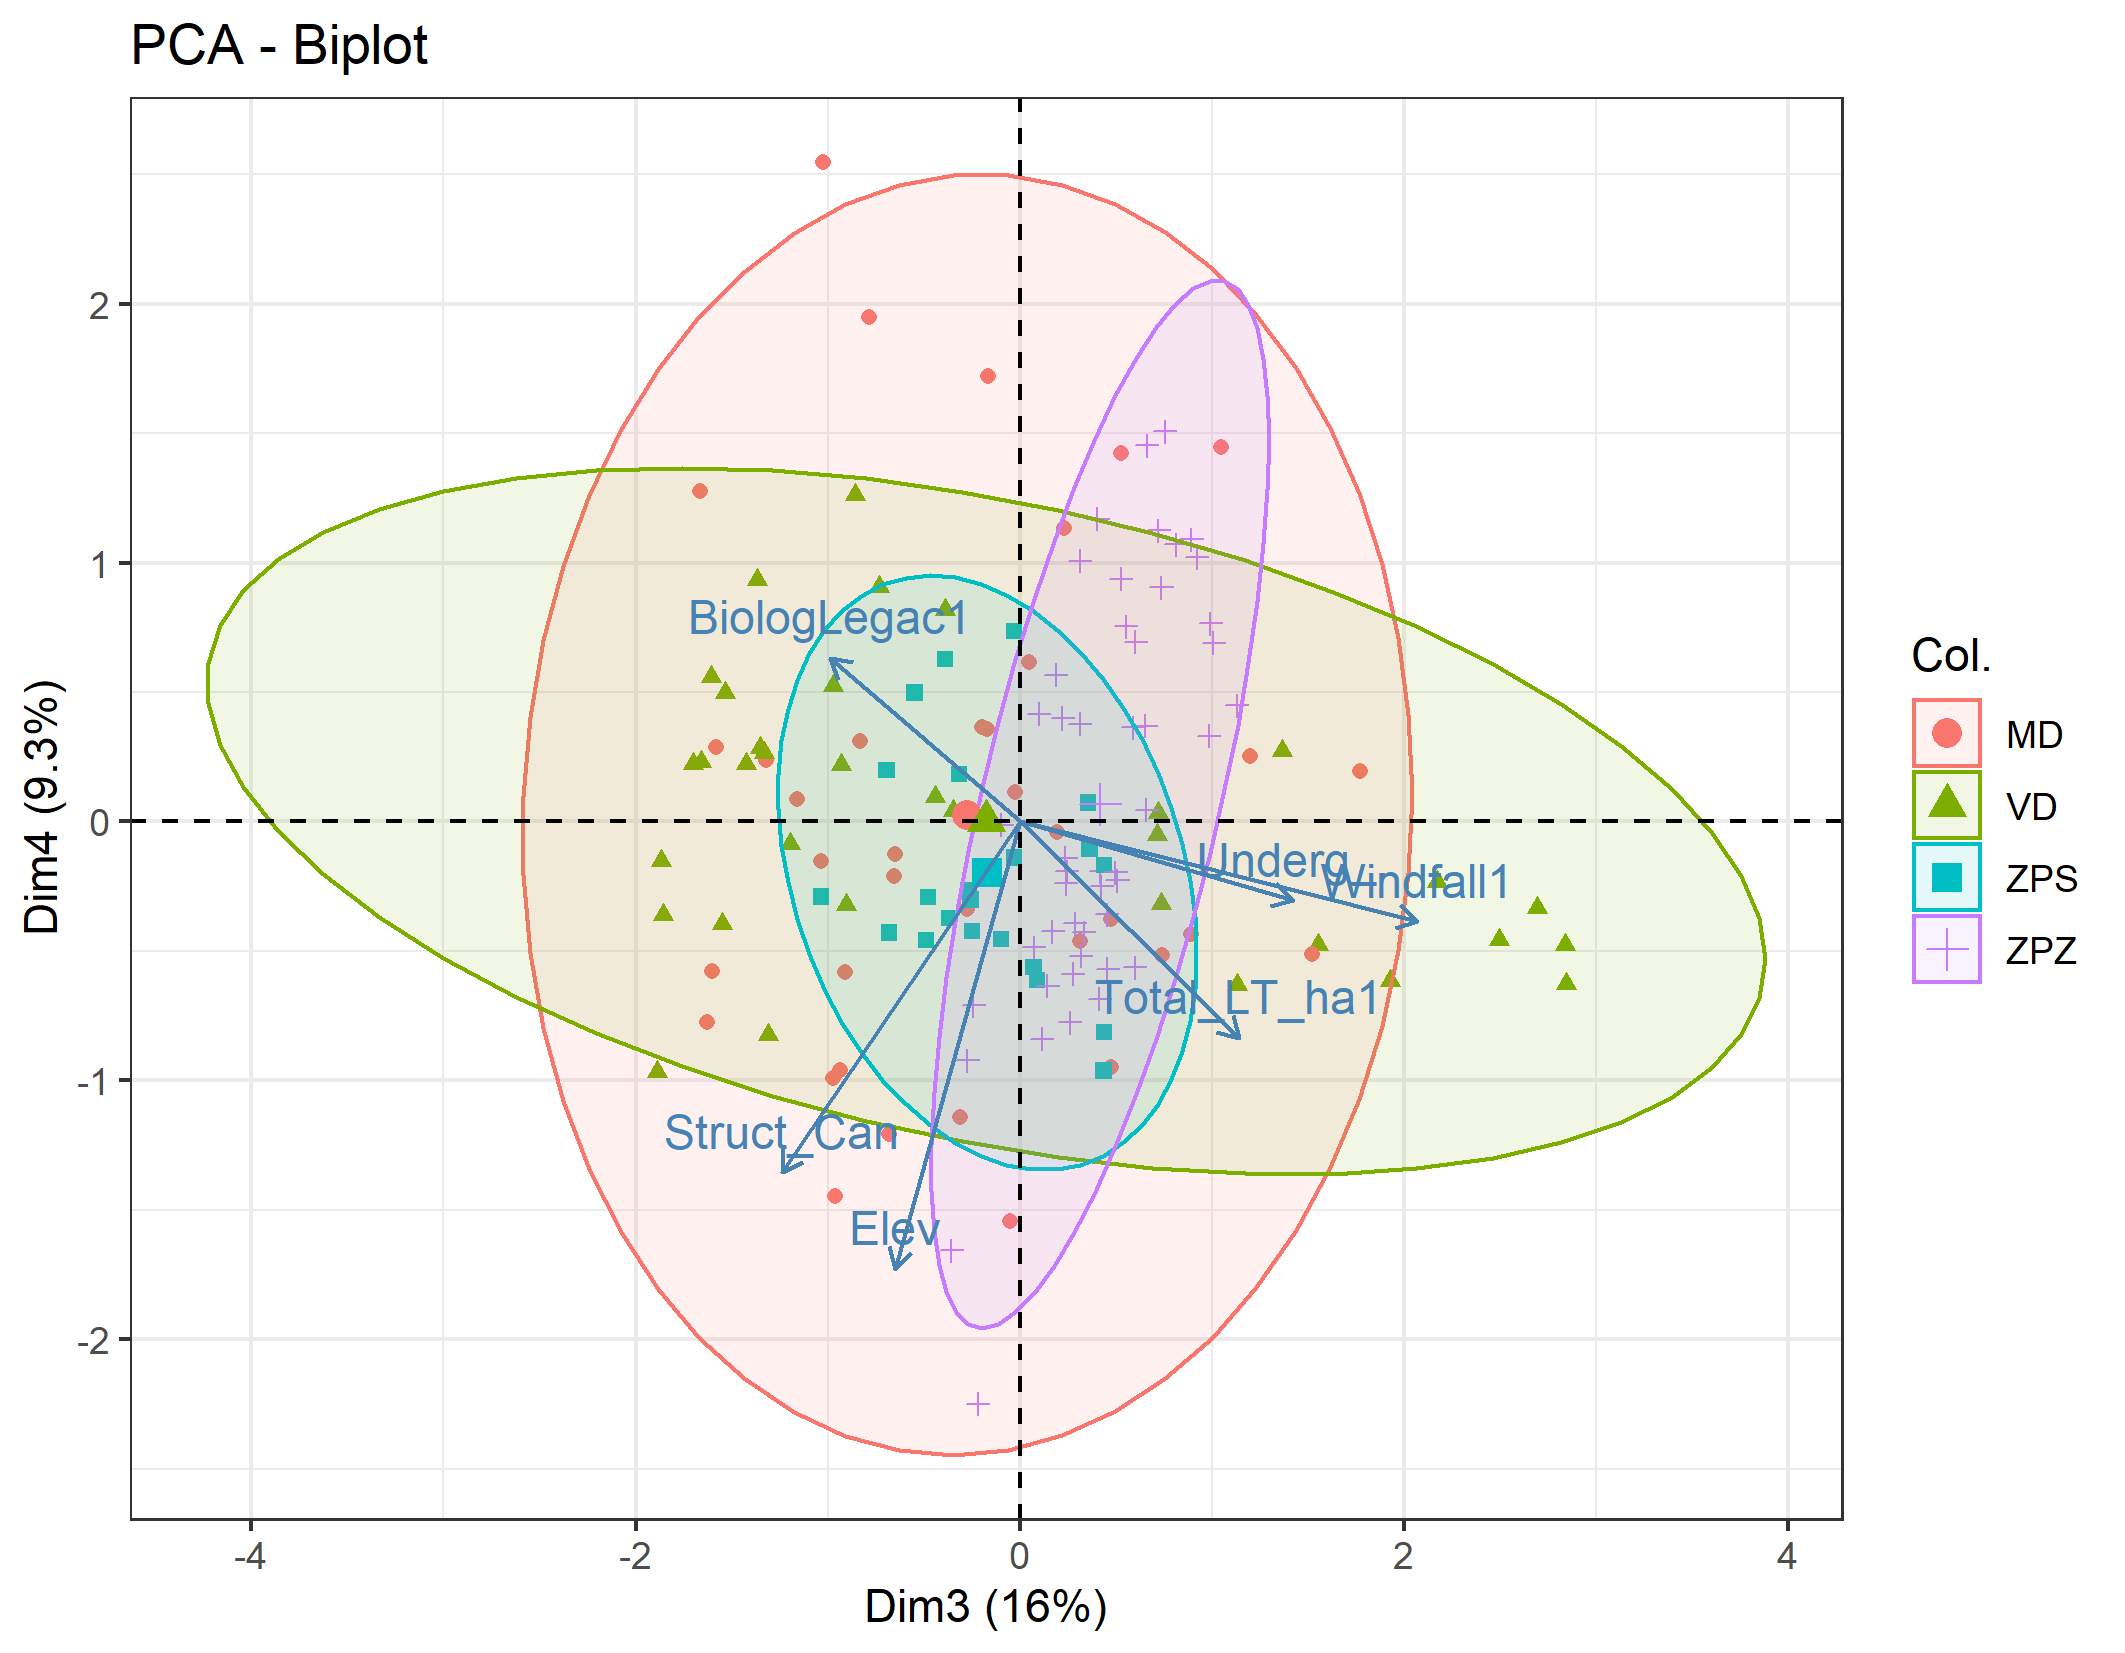 PCA - Biplot
Dim4 (9.3%)
2
1
0
-1
-2
BiologLegac1
Windfall1
Total_LT_ha1
Struct_Can
Elev
-4
-2
0
2
4
Dim3 (16%)
Col.
MD
VD
ZPS
ZPZ